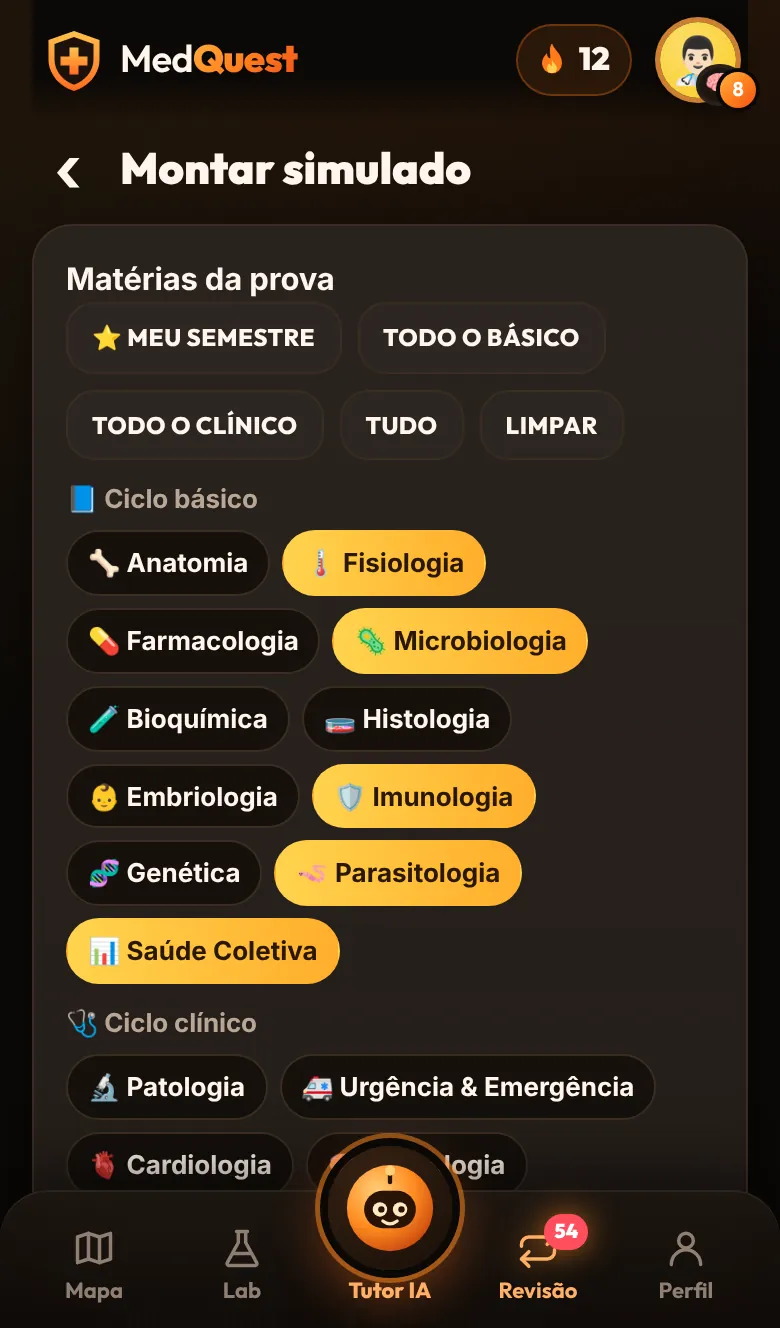 MedQuest
12
8
Montar simulado
Matérias da prova
⭐ MEU SEMESTRE TODO O BÁSICO
TODO O CLÍNICO TUDO LIMPAR
📘 Ciclo básico
🦴 Anatomia 🌡️ Fisiologia
💊 Farmacologia 🦠 Microbiologia
🧪 Bioquímica 🧫 Histologia
👶 Embriologia 🛡️ Imunologia
🧬 Genética 🪱 Parasitologia
📊 Saúde Coletiva
🩺 Ciclo clínico
🔬 Patologia 🚑 Urgência & Emergência
🫀 Cardiologia
54
Mapa Lab Tutor IA Revisão Perfil